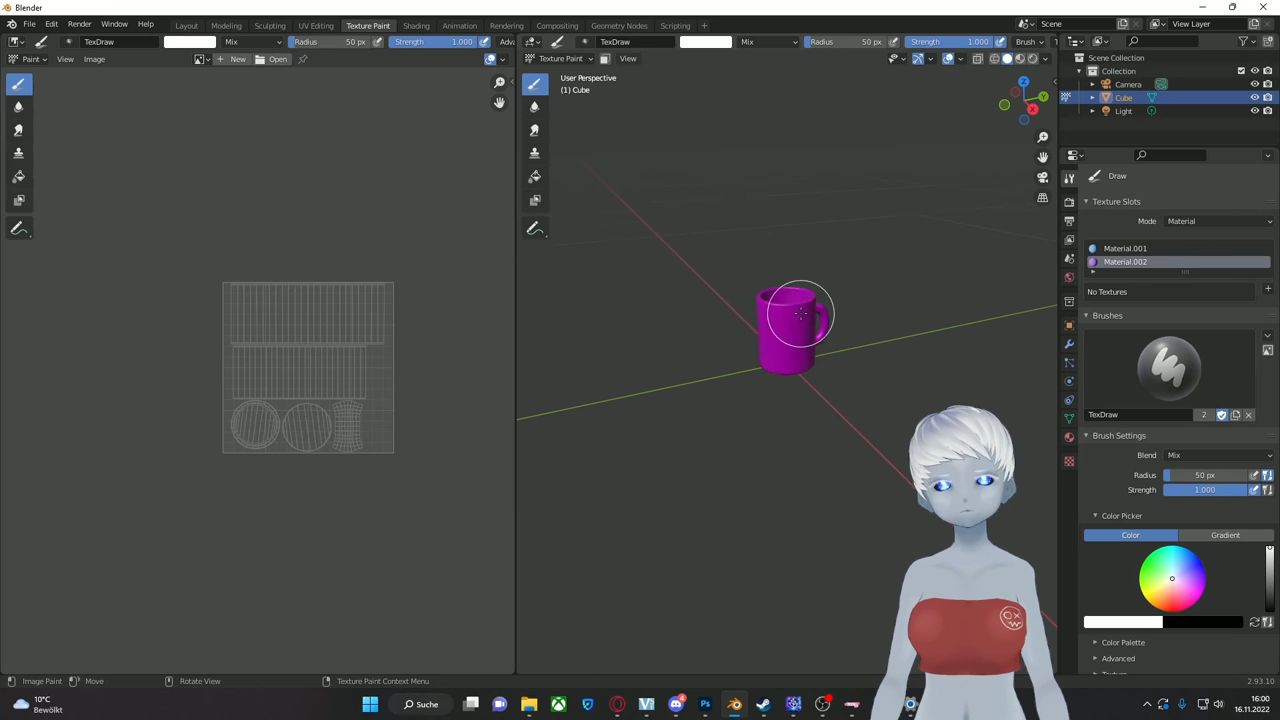 Blender
File Edit Render Window Help
Layout Modeling Sculpting UV Editing Texture Paint Shading Animation Rendering Compositing Geometry Nodes Scripting
Scene
View Layer
TexDraw Mix Radius 50 px Strength 1.000
TexDraw Mix Radius 50 px Strength 1.000 Brush
Paint View Image New Open
Texture Paint View
User Perspective
(1) Cube
Z
Y
X
Scene Collection
Collection
Camera
Cube
Light
Draw
Texture Slots
Mode Material
Material.001
Material.002
No Textures
Brushes
TexDraw 2
Brush Settings
Blend Mix
Radius 50 px
Strength 1.000
Color Picker
Color Gradient
Color Palette
Advanced
Image Paint Move Rotate View Texture Paint Context Menu
2.93.10
10°C
Bewölkt
Suche
4
16:00
16.11.2022